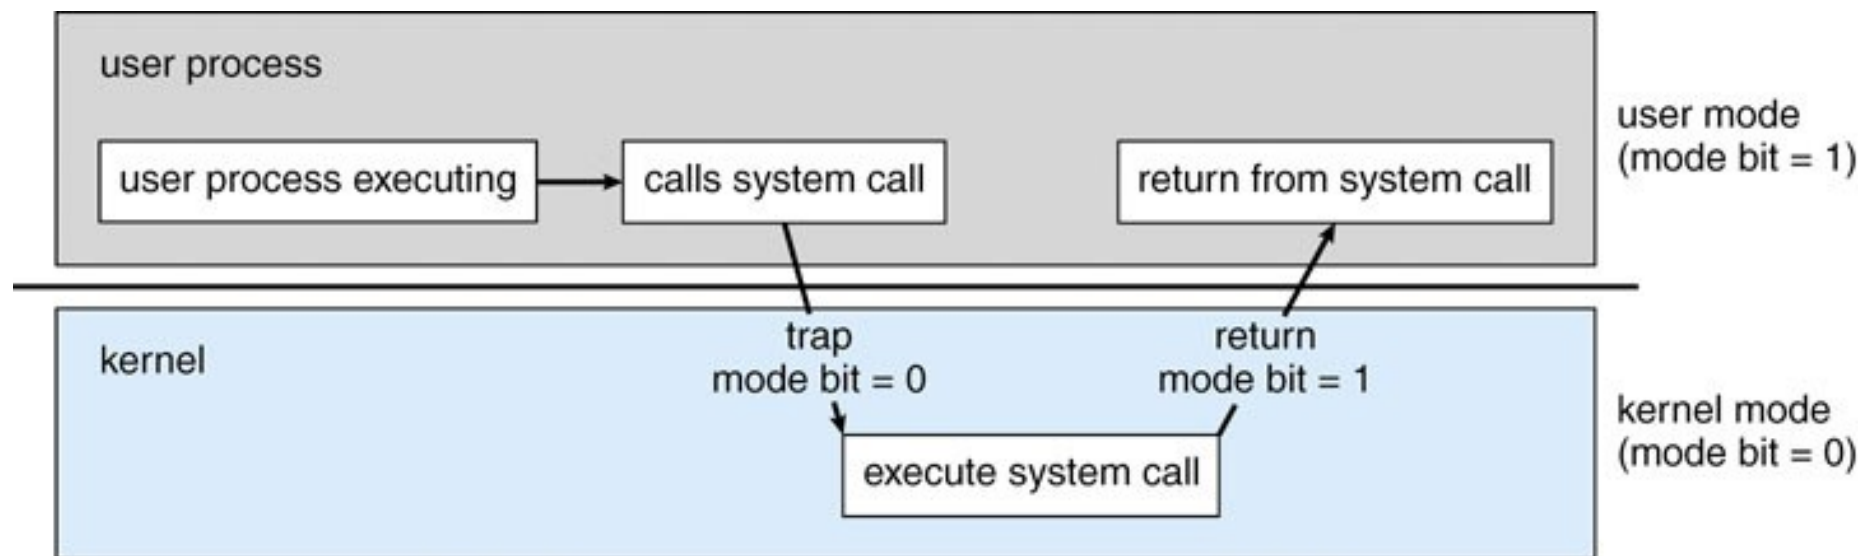 user process
user mode
(mode bit = 1)
user process executing
calls system call
return from system call
kernel
trap
mode bit = 0
return
mode bit = 1
kernel mode
(mode bit = 0)
execute system call